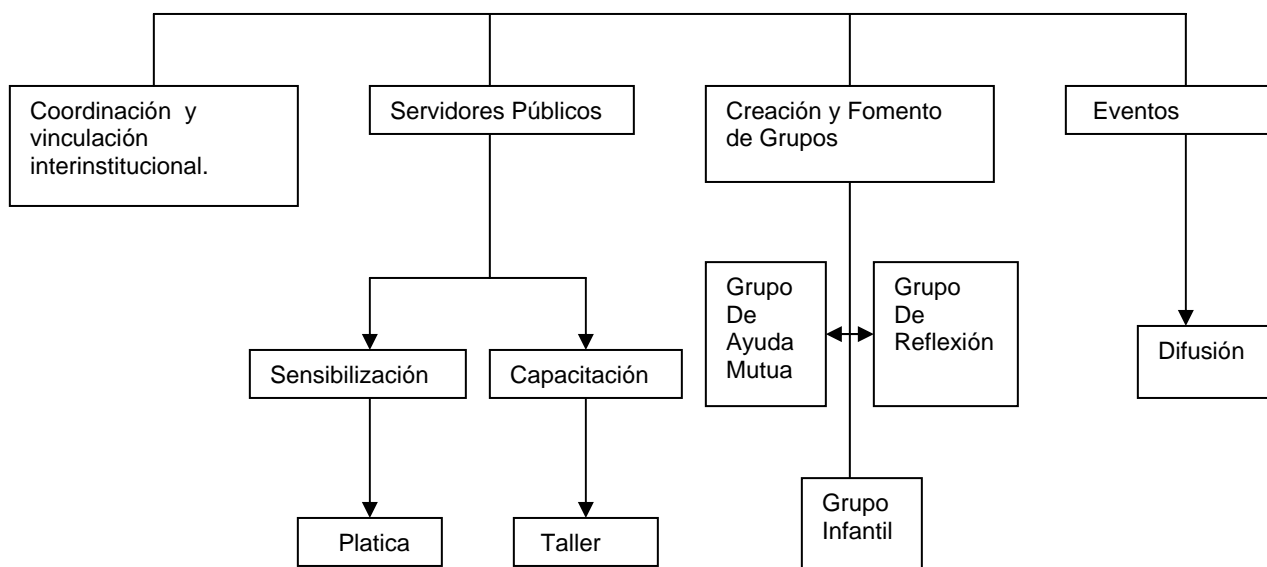 Coordinación y
vinculación
interinstitucional.
Servidores Públicos
Creación y Fomento
de Grupos
Eventos
Grupo
De
Ayuda
Mutua
Grupo
De
Reflexión
Difusión
Sensibilización
Capacitación
Grupo
Infantil
Platica
Taller